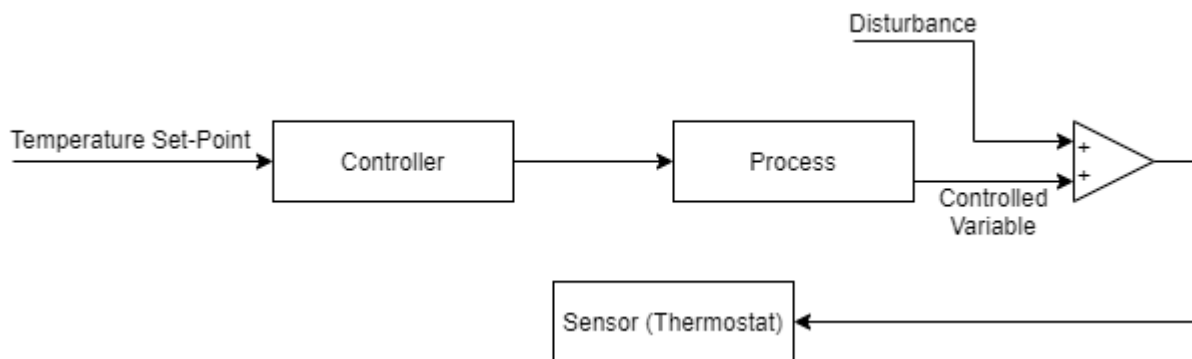 Disturbance
Temperature Set-Point
Controller
Process
+
+
Controlled
Variable
Sensor (Thermostat)